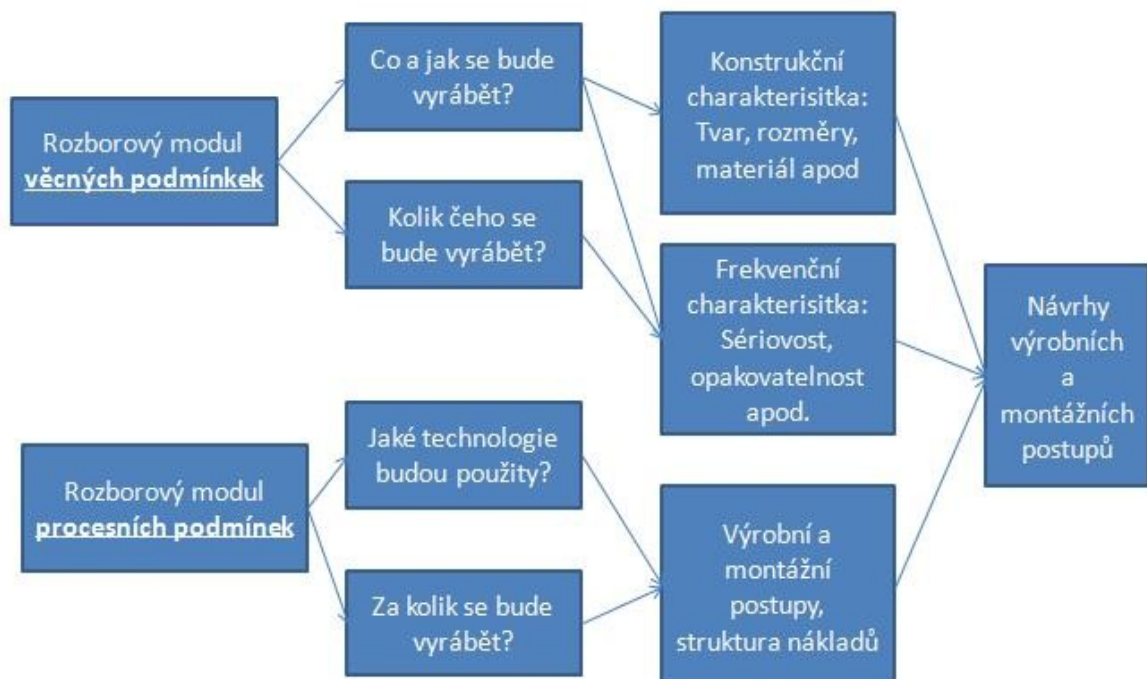 Rozborový modul
věcných podmínkek
Co a jak se bude
vyrábět?
Kolik čeho se
bude vyrábět?
Konstrukční
charakterisitka:
Tvar, rozměry,
materiál apod
Frekvenční
charakterisitka:
Sériovost,
opakovatelnost
apod.
Rozborový modul
procesních podmínek
Jaké technologie
budou použity?
Za kolik se bude
vyrábět?
Výrobní a
montážní
postupy,
struktura nákladů
Návrhy
výrobních
a
montážních
postupů